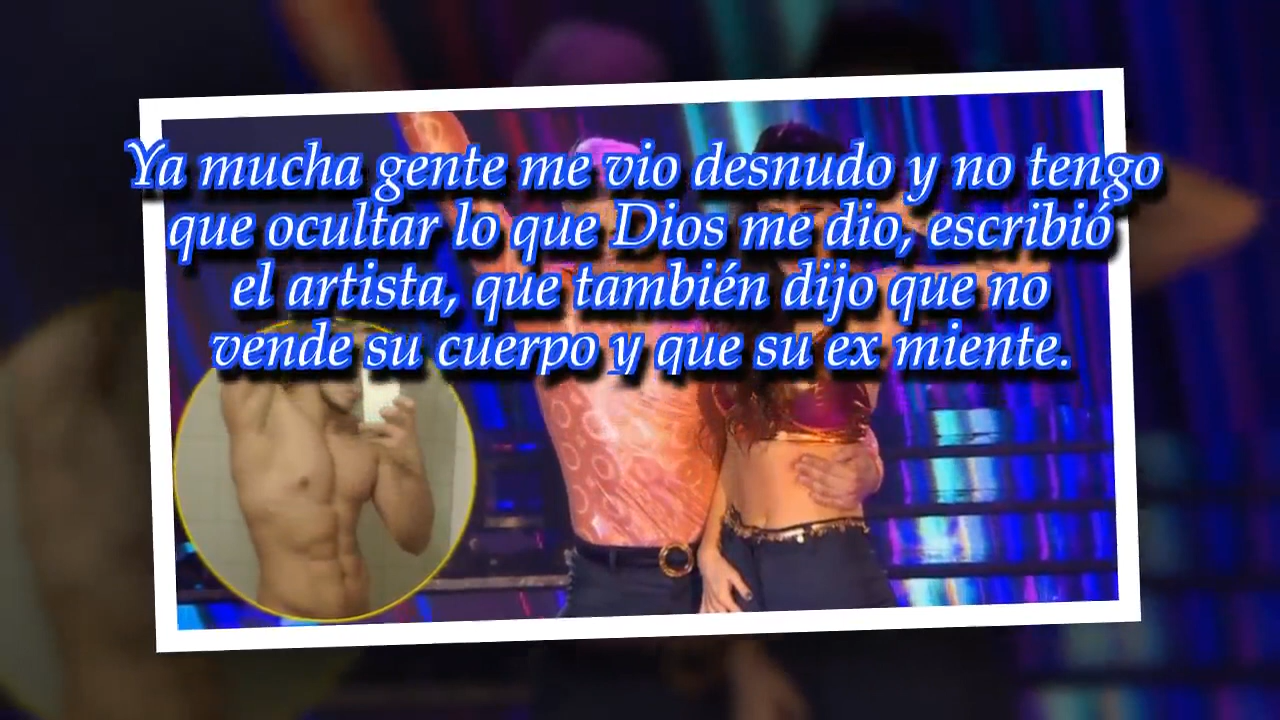 Ya mucha gente me vio desnudo y no tengo
que ocultar lo que Dios me dio, escribió
el artista, que también dijo que no
vende su cuerpo y que su ex miente.